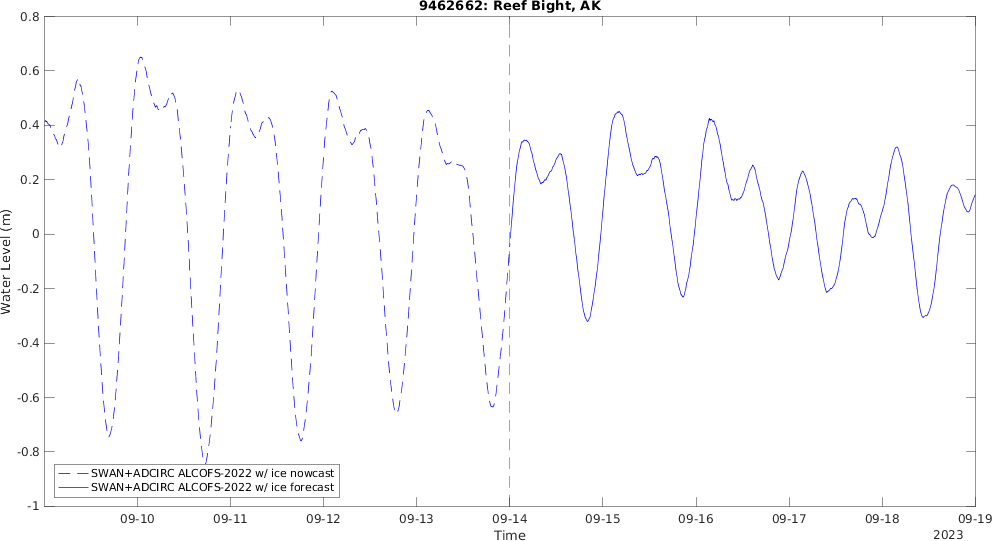 9462662: Reef Bight, AK
0.8
0.6
0.4
0.2
0
-0.2
-0.4
-0.6
-0.8
-1
Water Level (m)
SWAN+ADCIRC ALCOFS-2022 w/ ice nowcast
SWAN+ADCIRC ALCOFS-2022 w/ ice forecast
09-10 09-11 09-12 09-13 09-14 09-15 09-16 09-17 09-18 09-19
Time
2023